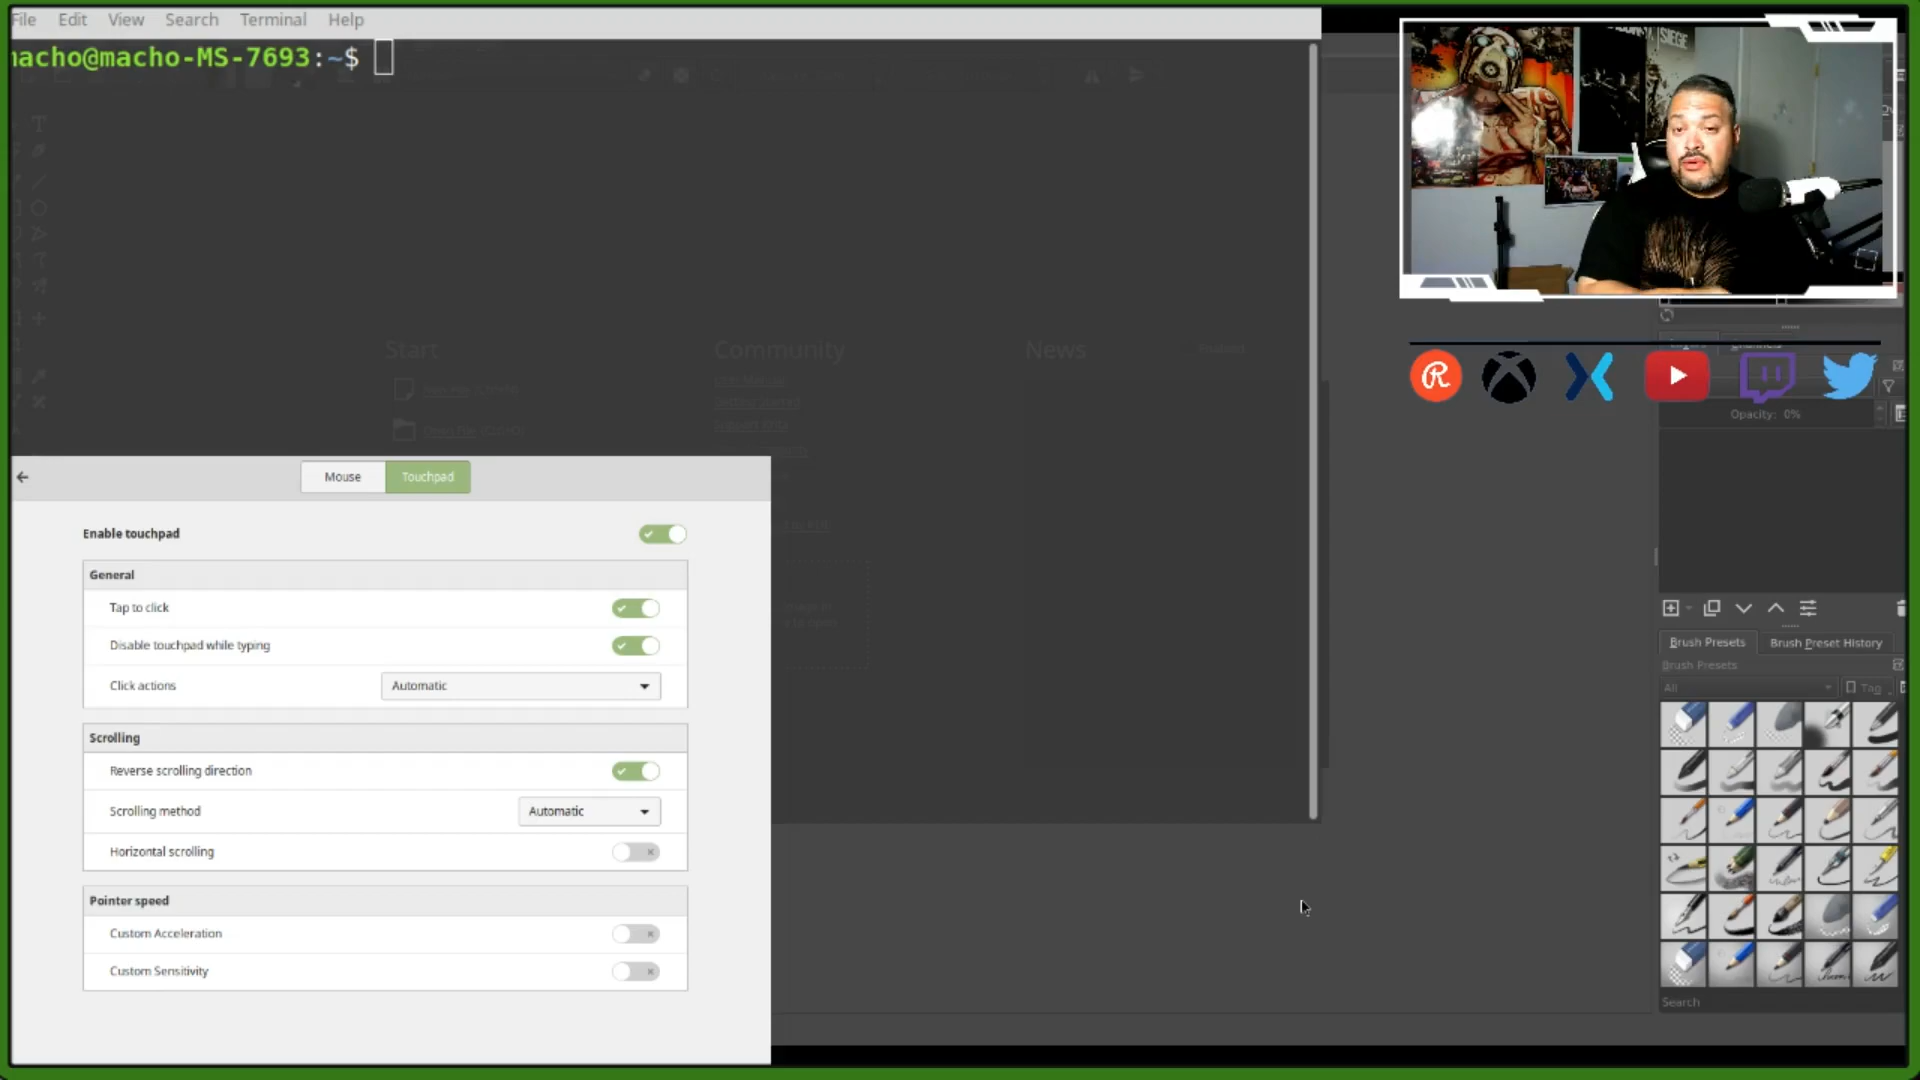 File Edit View Search Terminal Help
macho@macho-MS-7693:~$
SIEGE
Start
Community
News
Opacity: 0%
Mouse
Touchpad
Enable touchpad
General
Tap to click
Disable touchpad while typing
Click actions
Automatic
Scrolling
Reverse scrolling direction
Scrolling method
Automatic
Horizontal scrolling
Pointer speed
Custom Acceleration
Custom Sensitivity
Brush Presets
Brush Preset History
Brush Presets
All
Tag
Search